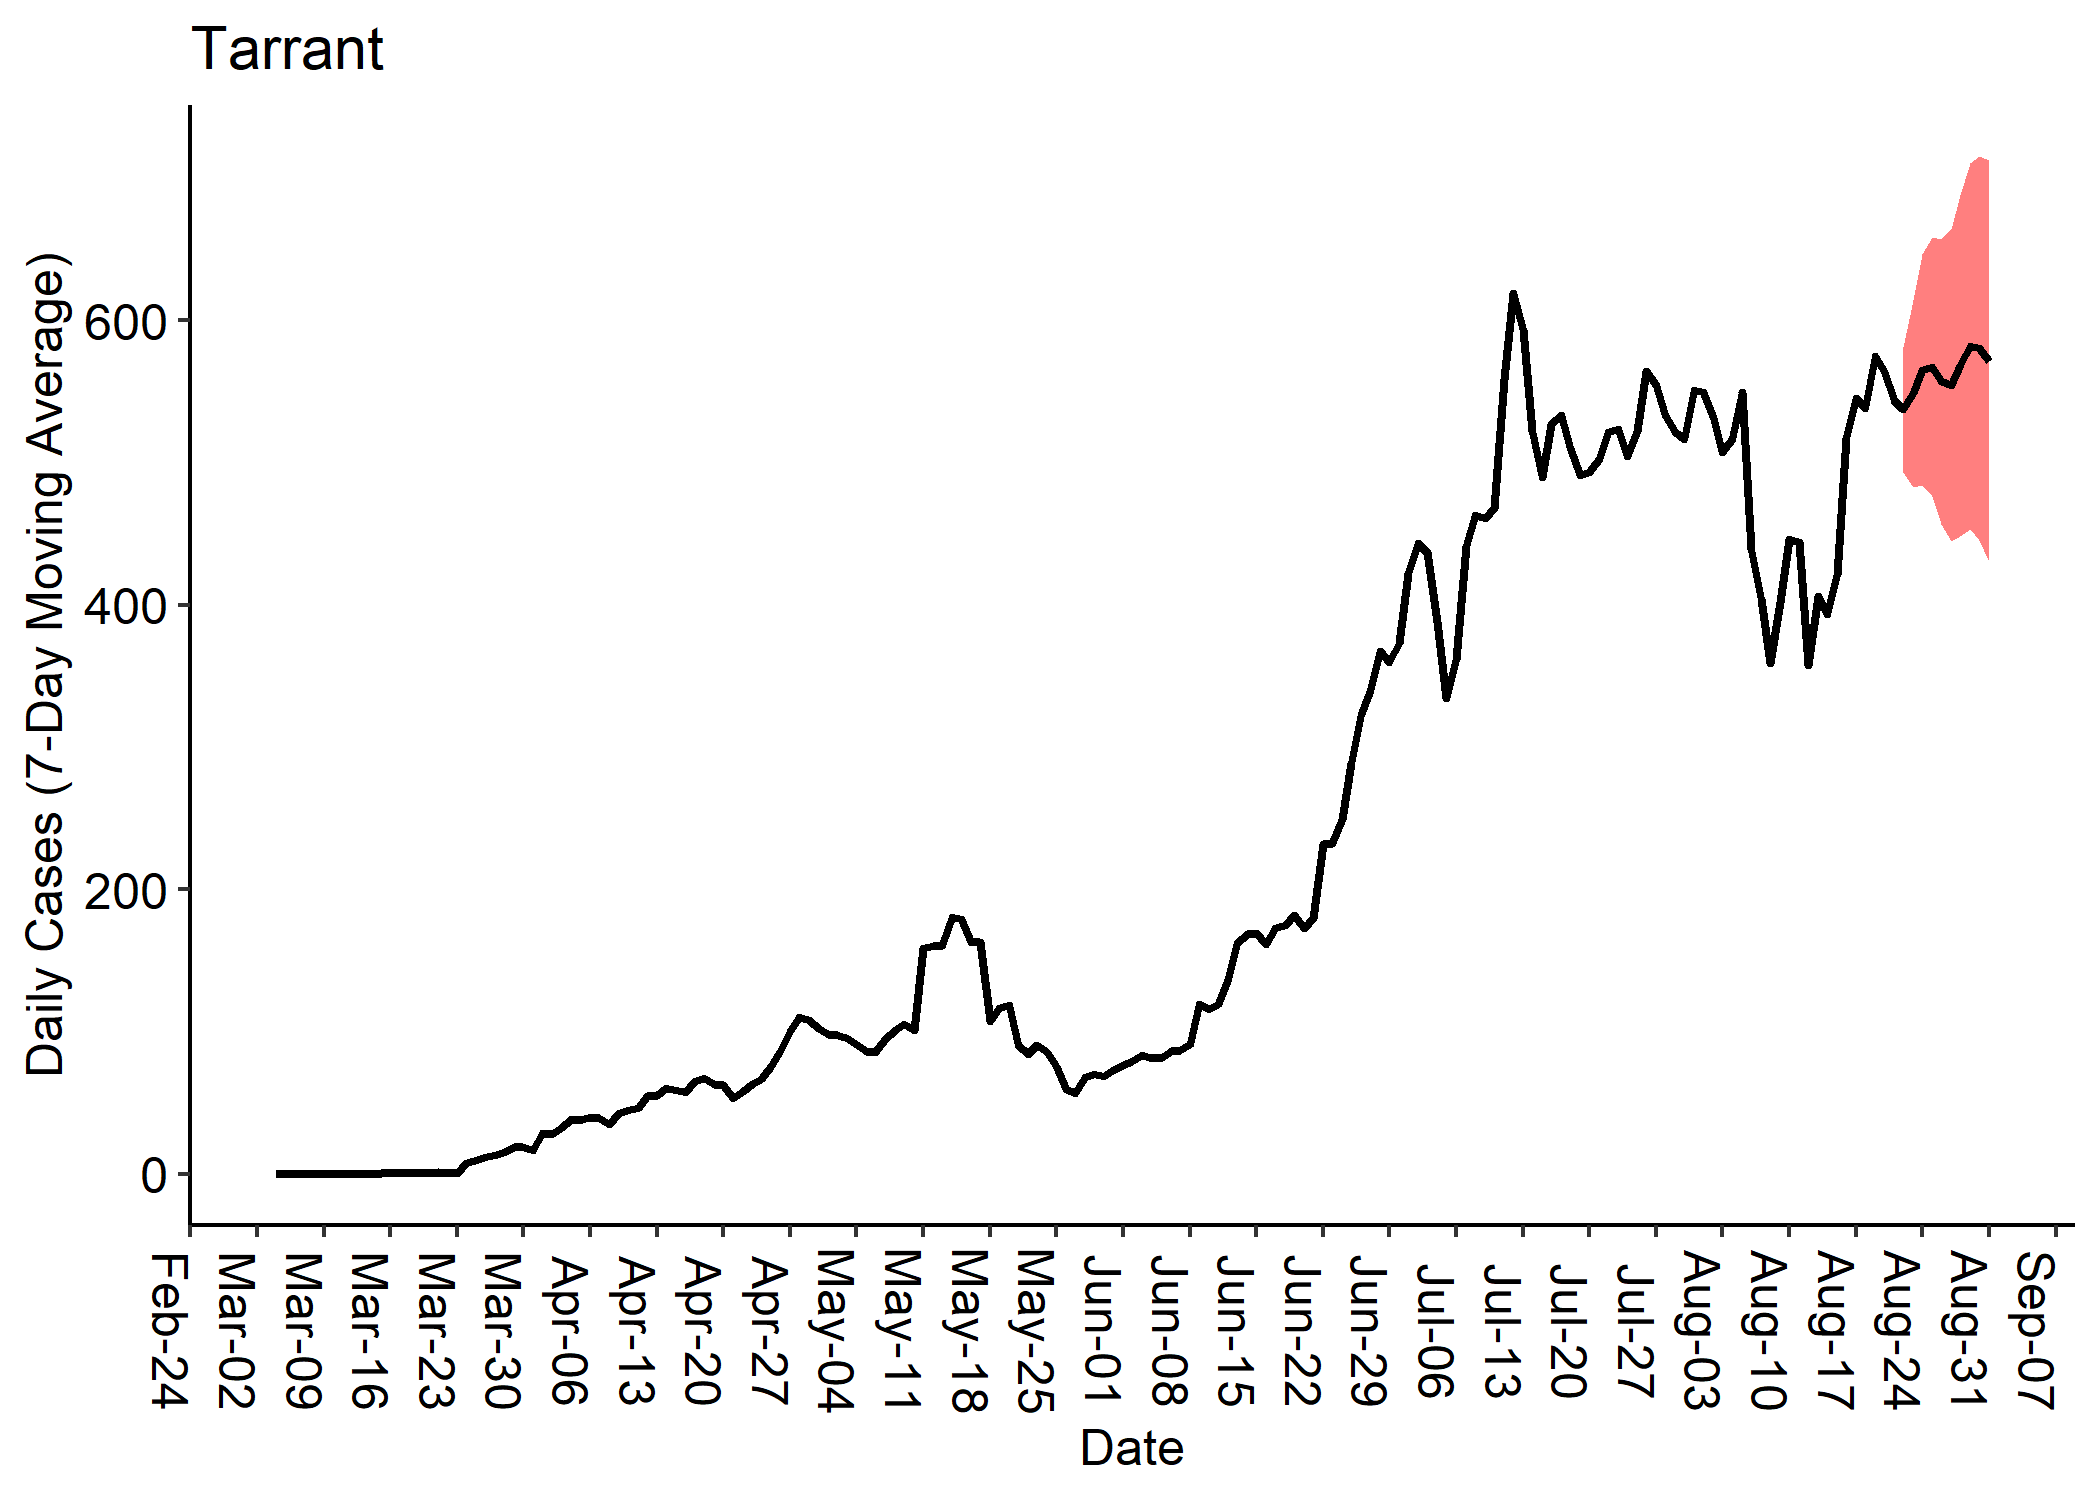 Tarrant
Daily Cases (7-Day Moving Average)
600
400
200
0
Feb-24
Mar-02
Mar-09
Mar-16
Mar-23
Mar-30
Apr-06
Apr-13
Apr-20
Apr-27
May-04
May-11
May-18
May-25
Jun-01
Jun-08
Jun-15
Jun-22
Jun-29
Jul-06
Jul-13
Jul-20
Jul-27
Aug-03
Aug-10
Aug-17
Aug-24
Aug-31
Sep-07
Date